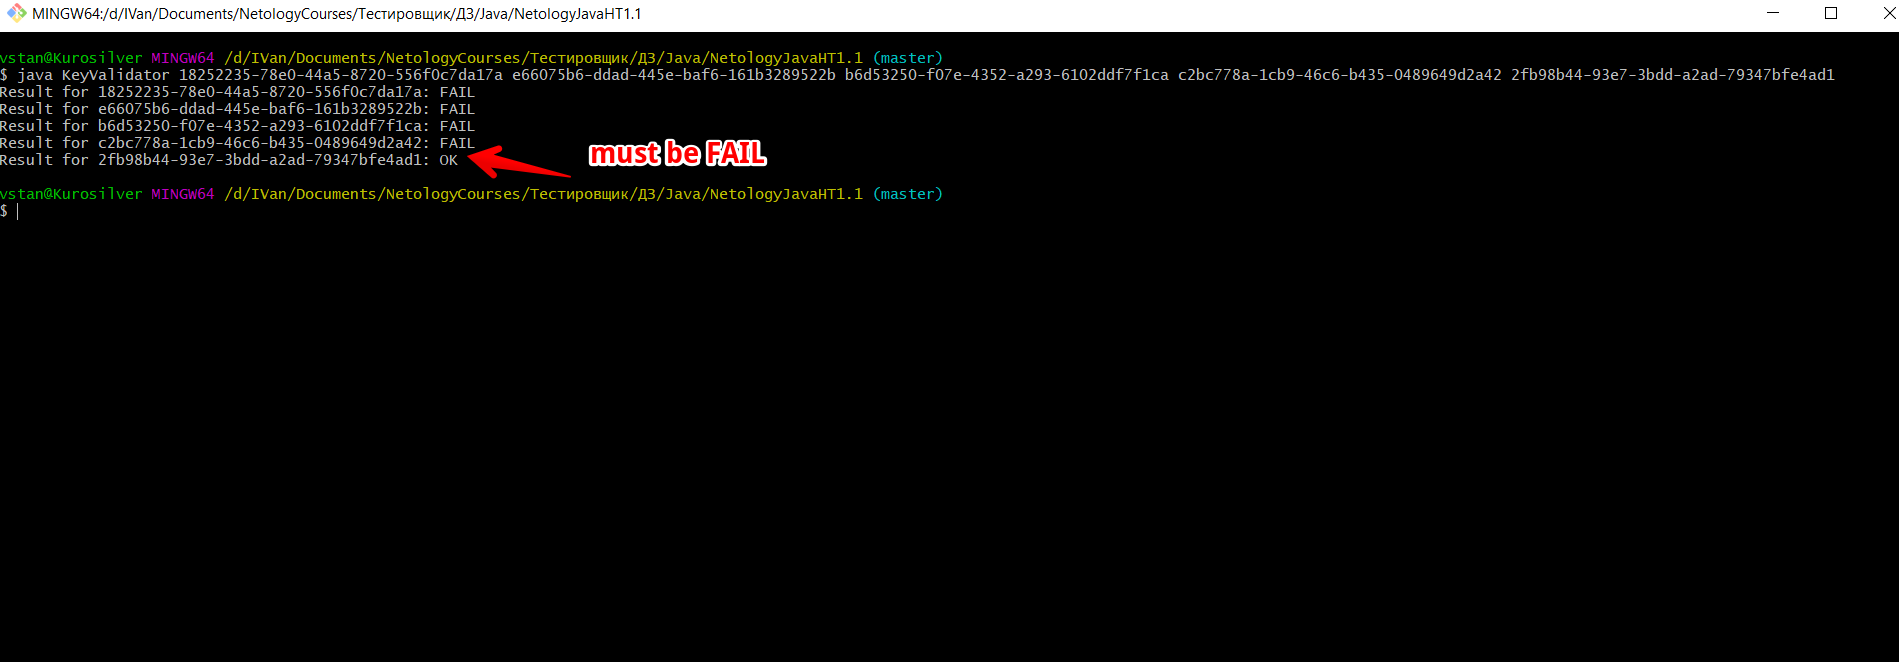 MINGW64:/d/IVan/Documents/NetologyCourses/Тестировщик/ДЗ/Java/NetologyJavaHT1.1
vstan@Kurosilver MINGW64 /d/IVan/Documents/NetologyCourses/Тестировщик/ДЗ/Java/NetologyJavaHT1.1 (master)
$ java KeyValidator 18252235-78e0-44a5-8720-556f0c7da17a e66075b6-ddad-445e-baf6-161b3289522b b6d53250-f07e-4352-a293-6102ddf7f1ca c2bc778a-1cb9-46c6-b435-0489649d2a42 2fb98b44-93e7-3bdd-a2ad-79347bfe4ad1
Result for 18252235-78e0-44a5-8720-556f0c7da17a: FAIL
Result for e66075b6-ddad-445e-baf6-161b3289522b: FAIL
Result for b6d53250-f07e-4352-a293-6102ddf7f1ca: FAIL
Result for c2bc778a-1cb9-46c6-b435-0489649d2a42: FAIL
Result for 2fb98b44-93e7-3bdd-a2ad-79347bfe4ad1: OK
must be FAIL
vstan@Kurosilver MINGW64 /d/IVan/Documents/NetologyCourses/Тестировщик/ДЗ/Java/NetologyJavaHT1.1 (master)
$